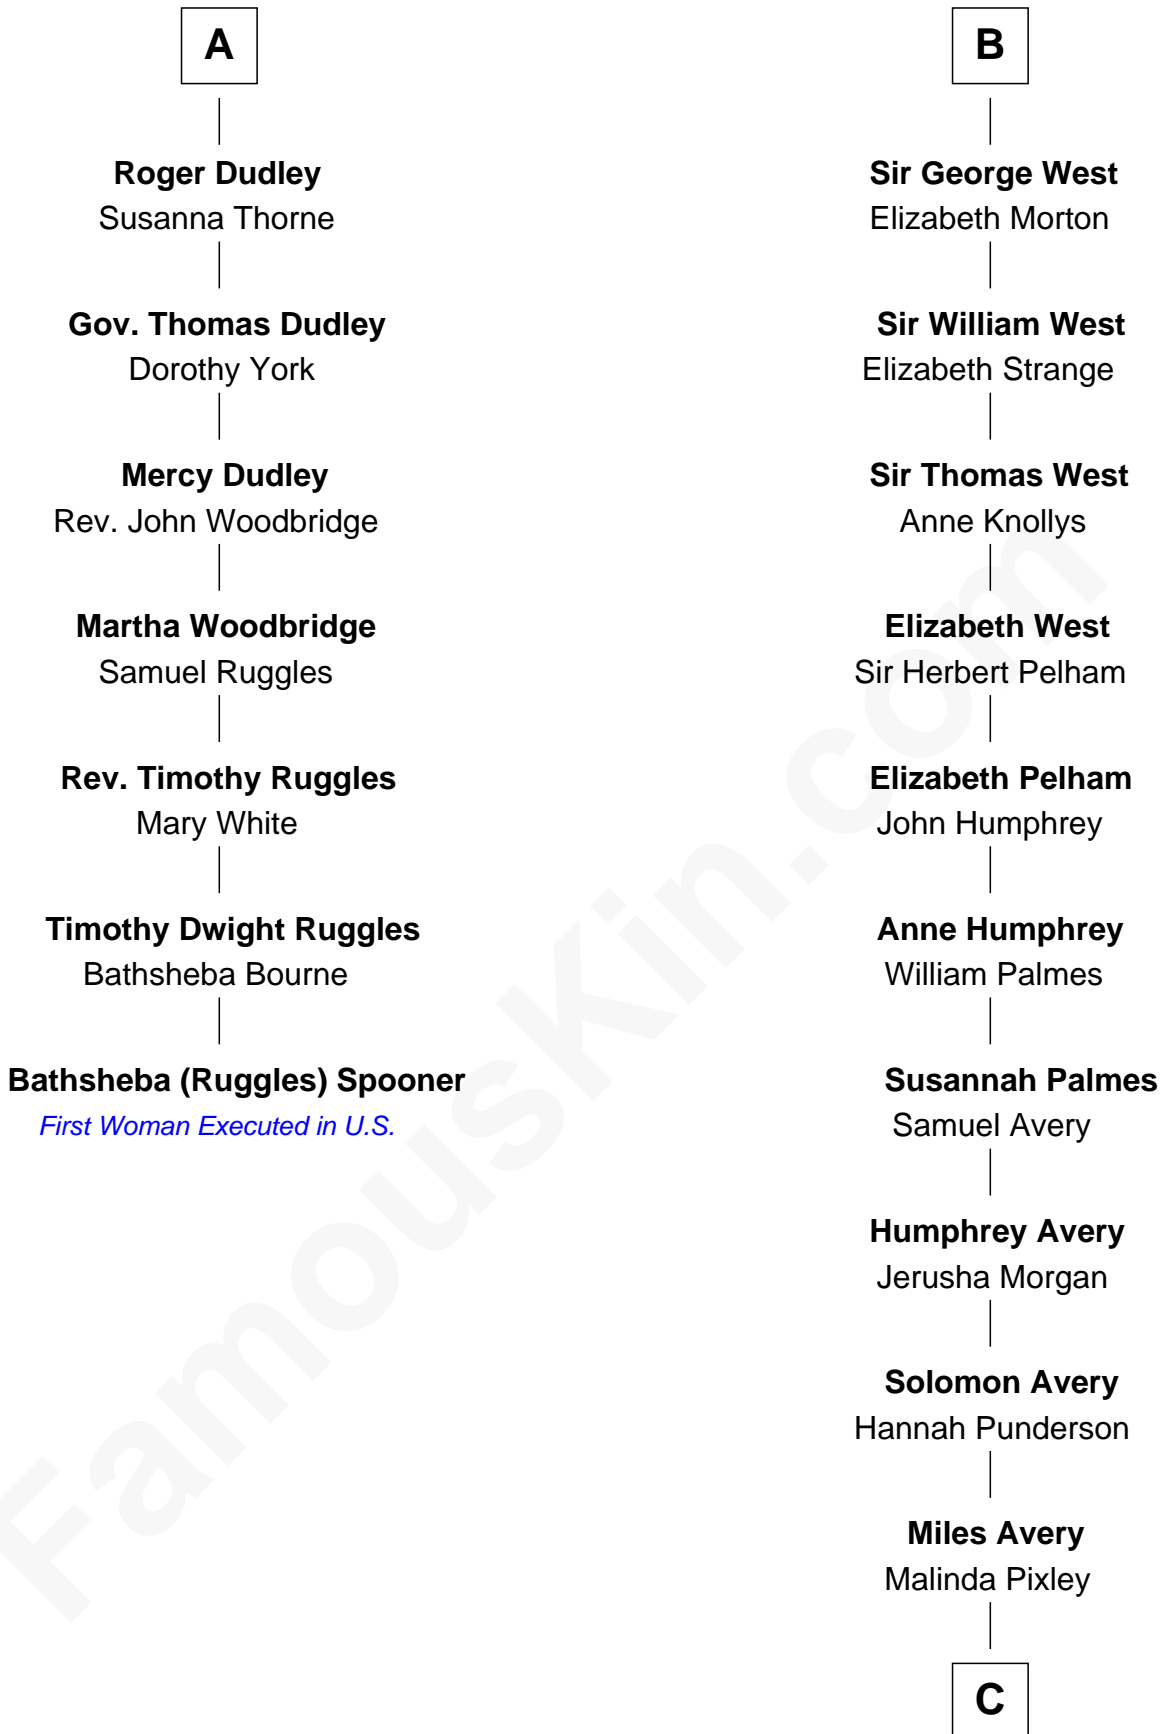 A
Roger Dudley
Susanna Thorne
Gov. Thomas Dudley
Dorothy York
Mercy Dudley
Rev. John Woodbridge
Martha Woodbridge
Samuel Ruggles
Rev. Timothy Ruggles
Mary White
Timothy Dwight Ruggles
Bathsheba Bourne
Bathsheba (Ruggles) Spooner
First Woman Executed in U.S.
B
Sir George West
Elizabeth Morton
Sir William West
Elizabeth Strange
Sir Thomas West
Anne Knollys
Elizabeth West
Sir Herbert Pelham
Elizabeth Pelham
John Humphrey
Anne Humphrey
William Palmes
Susannah Palmes
Samuel Avery
Humphrey Avery
Jerusha Morgan
Solomon Avery
Hannah Punderson
Miles Avery
Malinda Pixley
C
FamousKin.com